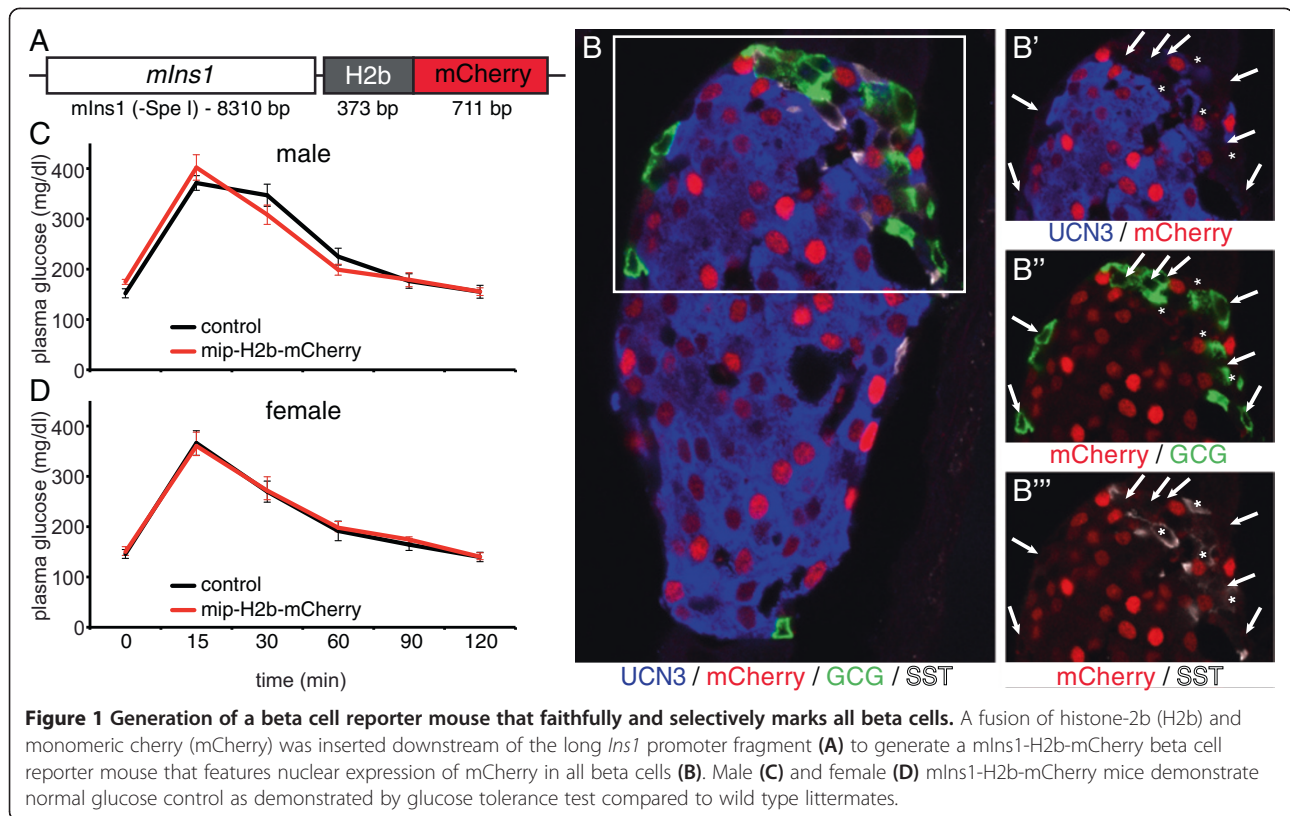 A
mIns1
H2b
mCherry
mIns1 (-Spe I) - 8310 bp
373 bp
711 bp
C
male
plasma glucose (mg/dl)
400
300
200
100
0
control
mip-H2b-mCherry
D
female
plasma glucose (mg/dl)
400
300
200
100
0
control
mip-H2b-mCherry
0 15 30 60 90 120
time (min)
B
* * * *
UCN3 / mCherry / GCG / SST
B'
* * * *
UCN3 / mCherry
B''
* * * *
mCherry / GCG
B'''
* * * *
mCherry / SST
Figure 1 Generation of a beta cell reporter mouse that faithfully and selectively marks all beta cells. A fusion of histone-2b (H2b) and
monomeric cherry (mCherry) was inserted downstream of the long Ins1 promoter fragment (A) to generate a mIns1-H2b-mCherry beta cell
reporter mouse that features nuclear expression of mCherry in all beta cells (B). Male (C) and female (D) mIns1-H2b-mCherry mice demonstrate
normal glucose control as demonstrated by glucose tolerance test compared to wild type littermates.